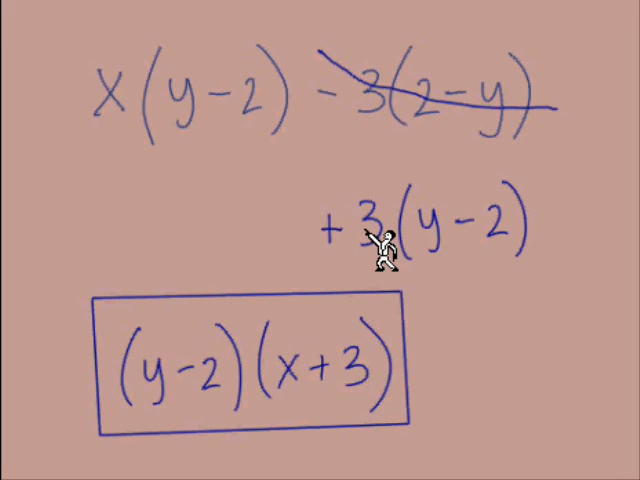 x(y-2) - 3(2-y)
+ 3(y-2)
(y-2)(x+3)